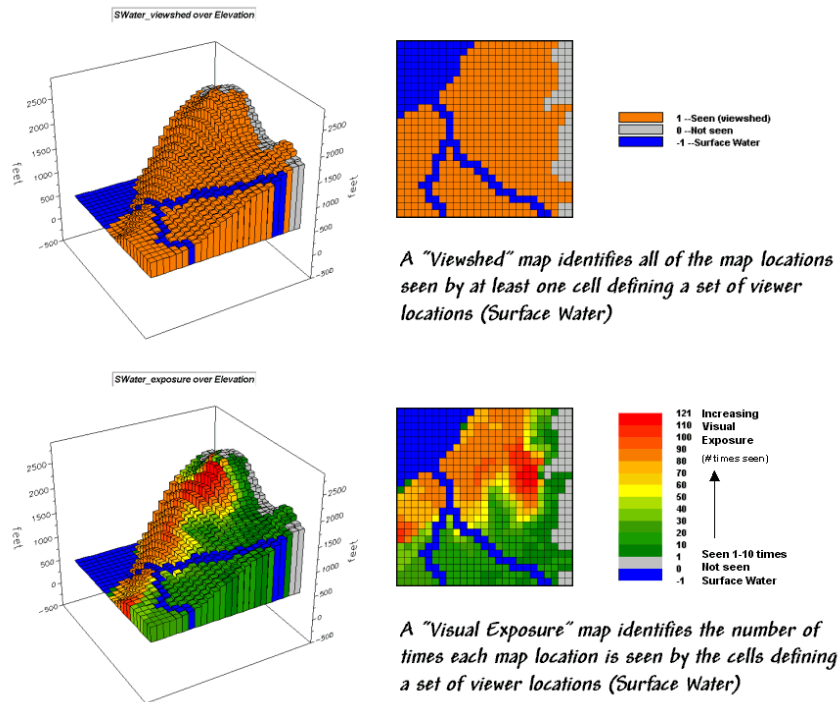 SWater_viewshed over Elevation
2500
2000
1500
1000
500
0
-500
feet
2500
2000
1500
1000
500
0
-500
feet
1 --Seen (viewshed)
0 --Not seen
-1 --Surface Water
A "Viewshed" map identifies all of the map locations
seen by at least one cell defining a set of viewer
locations (Surface Water)
SWater_exposure over Elevation
2500
2000
1500
1000
500
0
-500
feet
2500
2000
1500
1000
500
0
-500
feet
121 Increasing
110 Visual
100 Exposure
90
80 (# times seen)
70
60
50
40
30
20
10
1 Seen 1-10 times
0 Not seen
-1 Surface Water
A "Visual Exposure" map identifies the number of
times each map location is seen by the cells defining
a set of viewer locations (Surface Water)